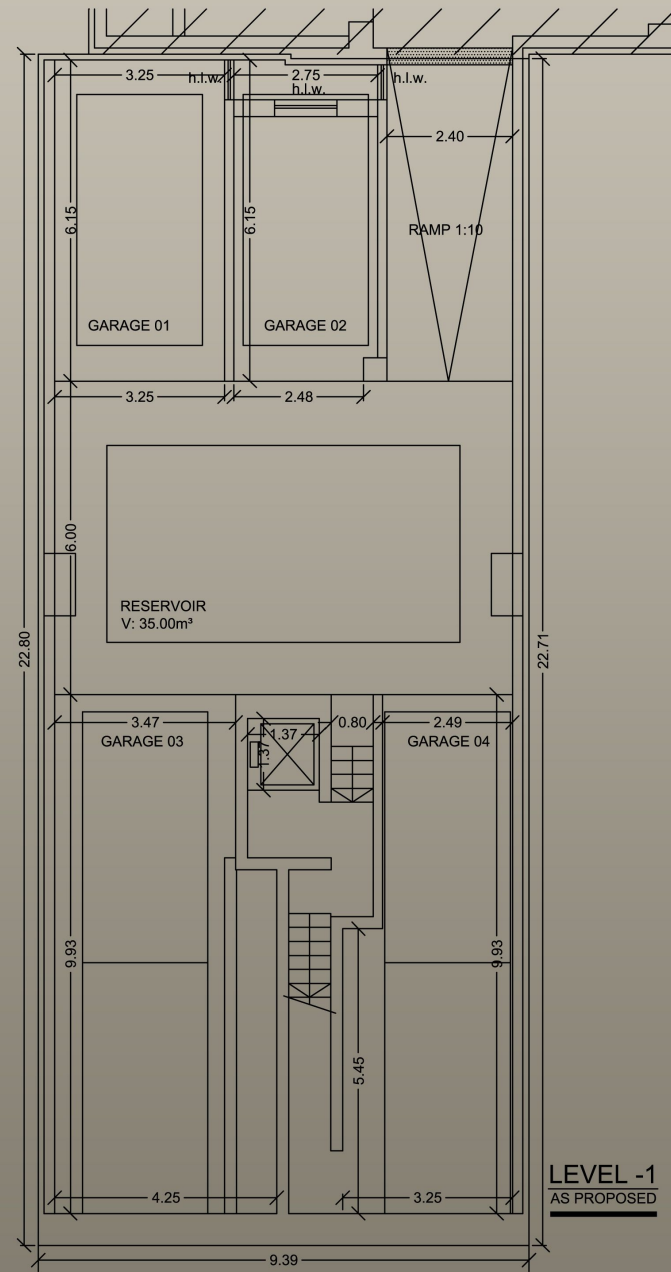 3.25
h.l.w.
2.75
h.l.w.
h.l.w.
2.40
6.15
6.15
RAMP 1:10
GARAGE 01
GARAGE 02
3.25
2.48
6.00
RESERVOIR
V: 35.00m³
22.80
22.71
3.47
1.37
0.80
2.49
GARAGE 03
1.37
GARAGE 04
9.93
9.93
5.45
4.25
3.25
LEVEL -1
AS PROPOSED
9.39